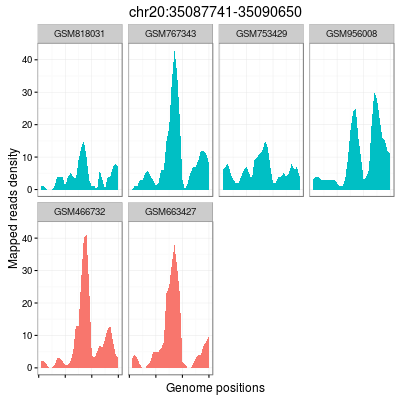 chr20:35087741-35090650
GSM818031 GSM767343 GSM753429 GSM956008
40
30
20
10
0
GSM466732 GSM663427
40
30
20
10
0
Mapped reads density
Genome positions